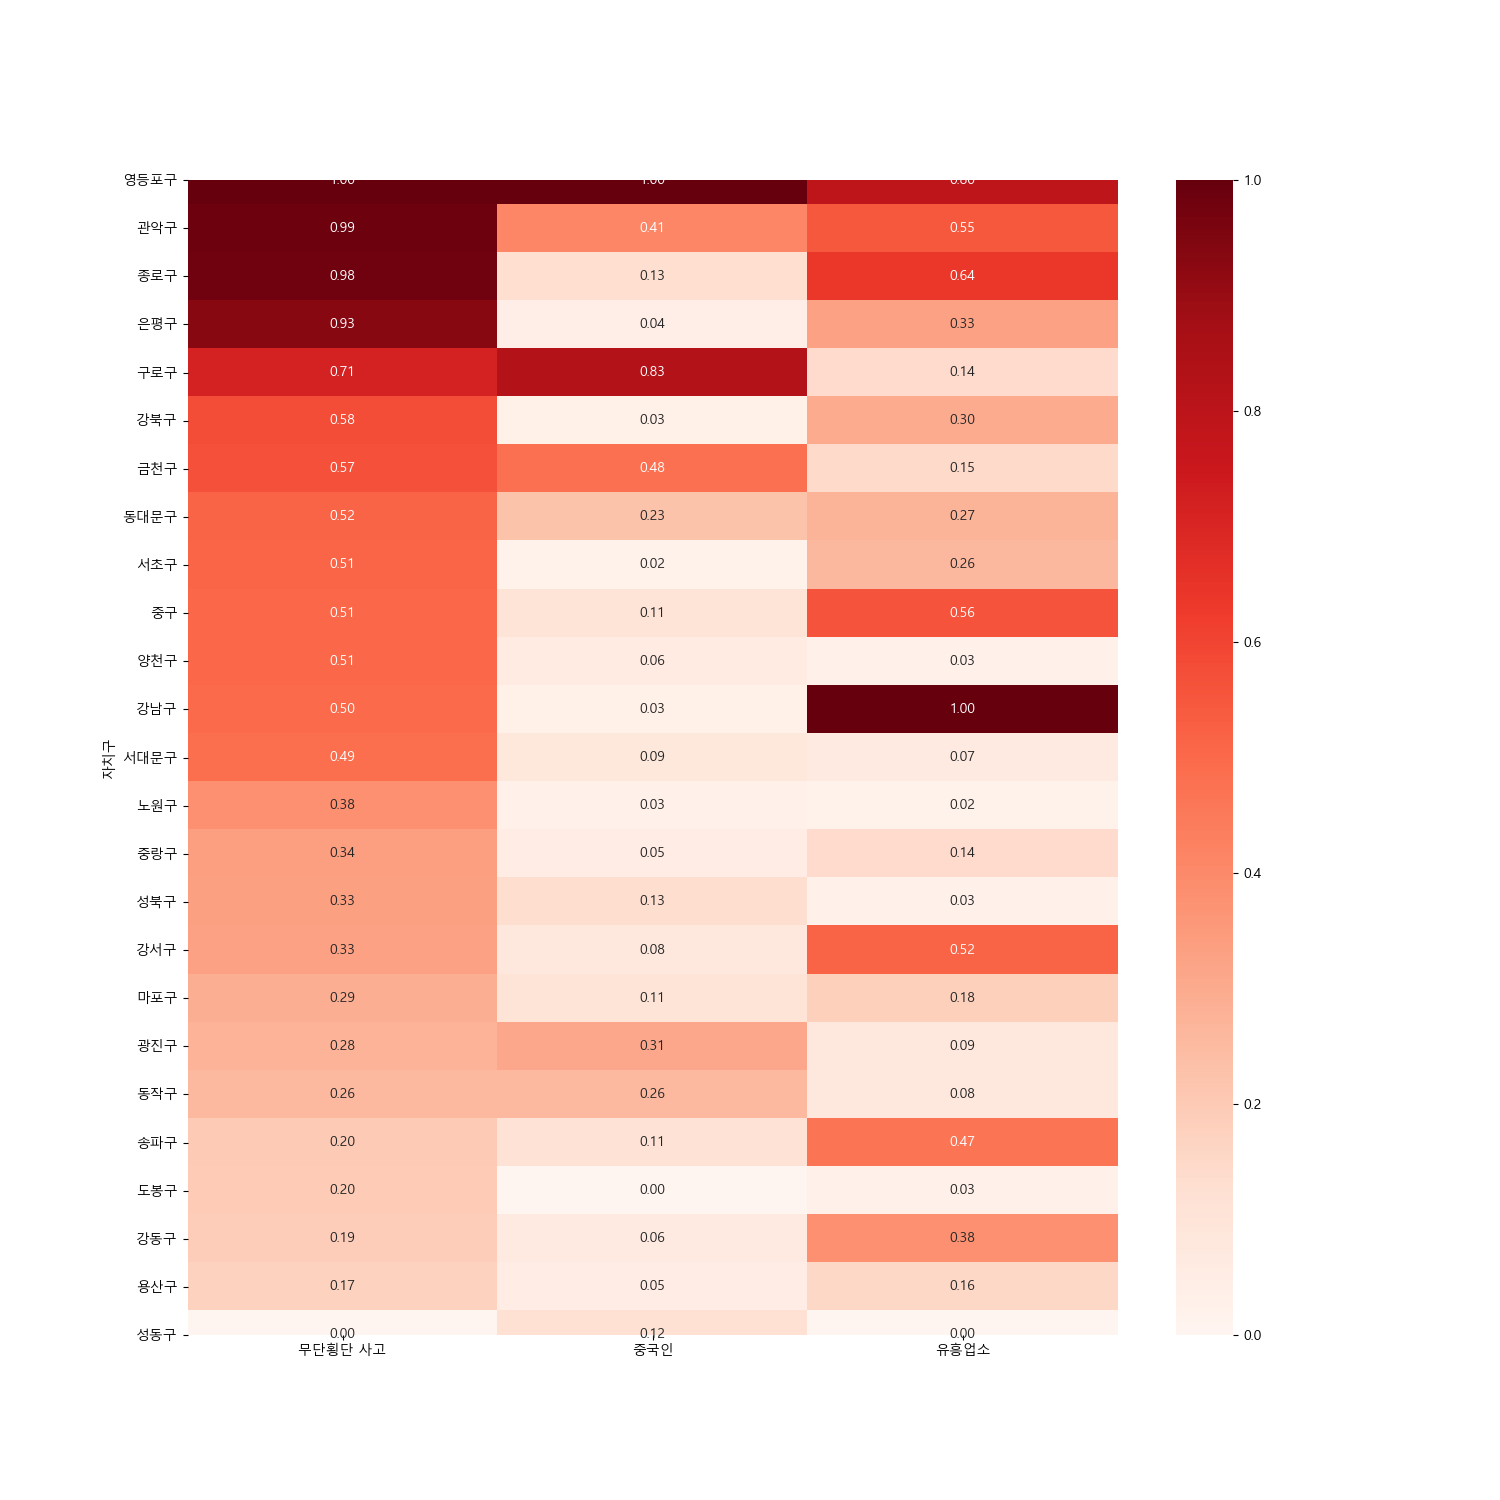 영등포구 1.00 1.00 0.80 1.0
관악구 0.99 0.41 0.55
종로구 0.98 0.13 0.64
은평구 0.93 0.04 0.33
구로구 0.71 0.83 0.14
0.8
강북구 0.58 0.03 0.30
금천구 0.57 0.48 0.15
동대문구 0.52 0.23 0.27
서초구 0.51 0.02 0.26
중구 0.51 0.11 0.56
0.6
양천구 0.51 0.06 0.03
강남구 0.50 0.03 1.00
자치구
서대문구 0.49 0.09 0.07
노원구 0.38 0.03 0.02
중랑구 0.34 0.05 0.14
0.4
성북구 0.33 0.13 0.03
강서구 0.33 0.08 0.52
마포구 0.29 0.11 0.18
광진구 0.28 0.31 0.09
동작구 0.26 0.26 0.08
0.2
송파구 0.20 0.11 0.47
도봉구 0.20 0.00 0.03
강동구 0.19 0.06 0.38
용산구 0.17 0.05 0.16
성동구 0.00 0.12 0.00 0.0
무단횡단 사고 중국인 유흥업소